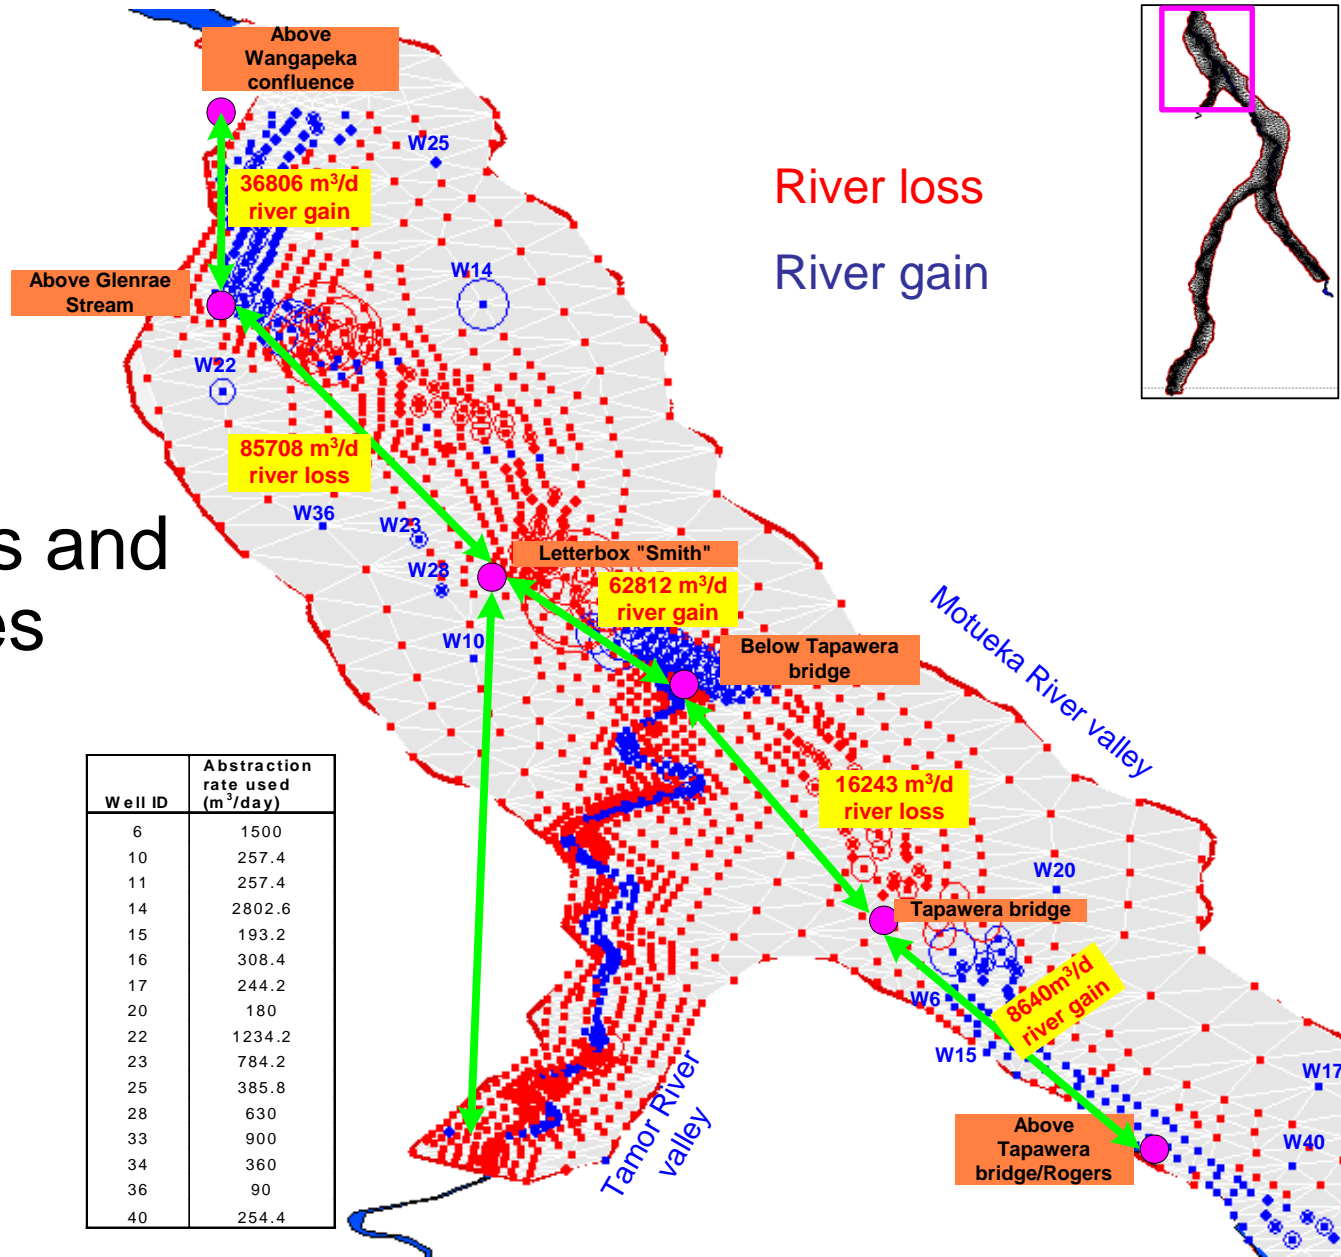 Above
Wangapeka
confluence
W25
36806 m³/d
river gain
River loss
River gain
W14
Above Glenrae
Stream
W22
85708 m³/d
river loss
W36
W23
s and
es
Letterbox "Smith"
W28
62812 m³/d
river gain
W10
Below Tapawera
bridge
Motueka River valley
16243 m³/d
river loss
W20
Tapawera bridge
W6
8640m³/d
river gain
W15
W17
Tamor River
valley
Above
Tapawera
bridge/Rogers
W40
Well ID Abstraction rate used (m³/day)
6 1500
10 257.4
11 257.4
14 2802.6
15 193.2
16 308.4
17 244.2
20 180
22 1234.2
23 784.2
25 385.8
28 630
33 900
34 360
36 90
40 254.4